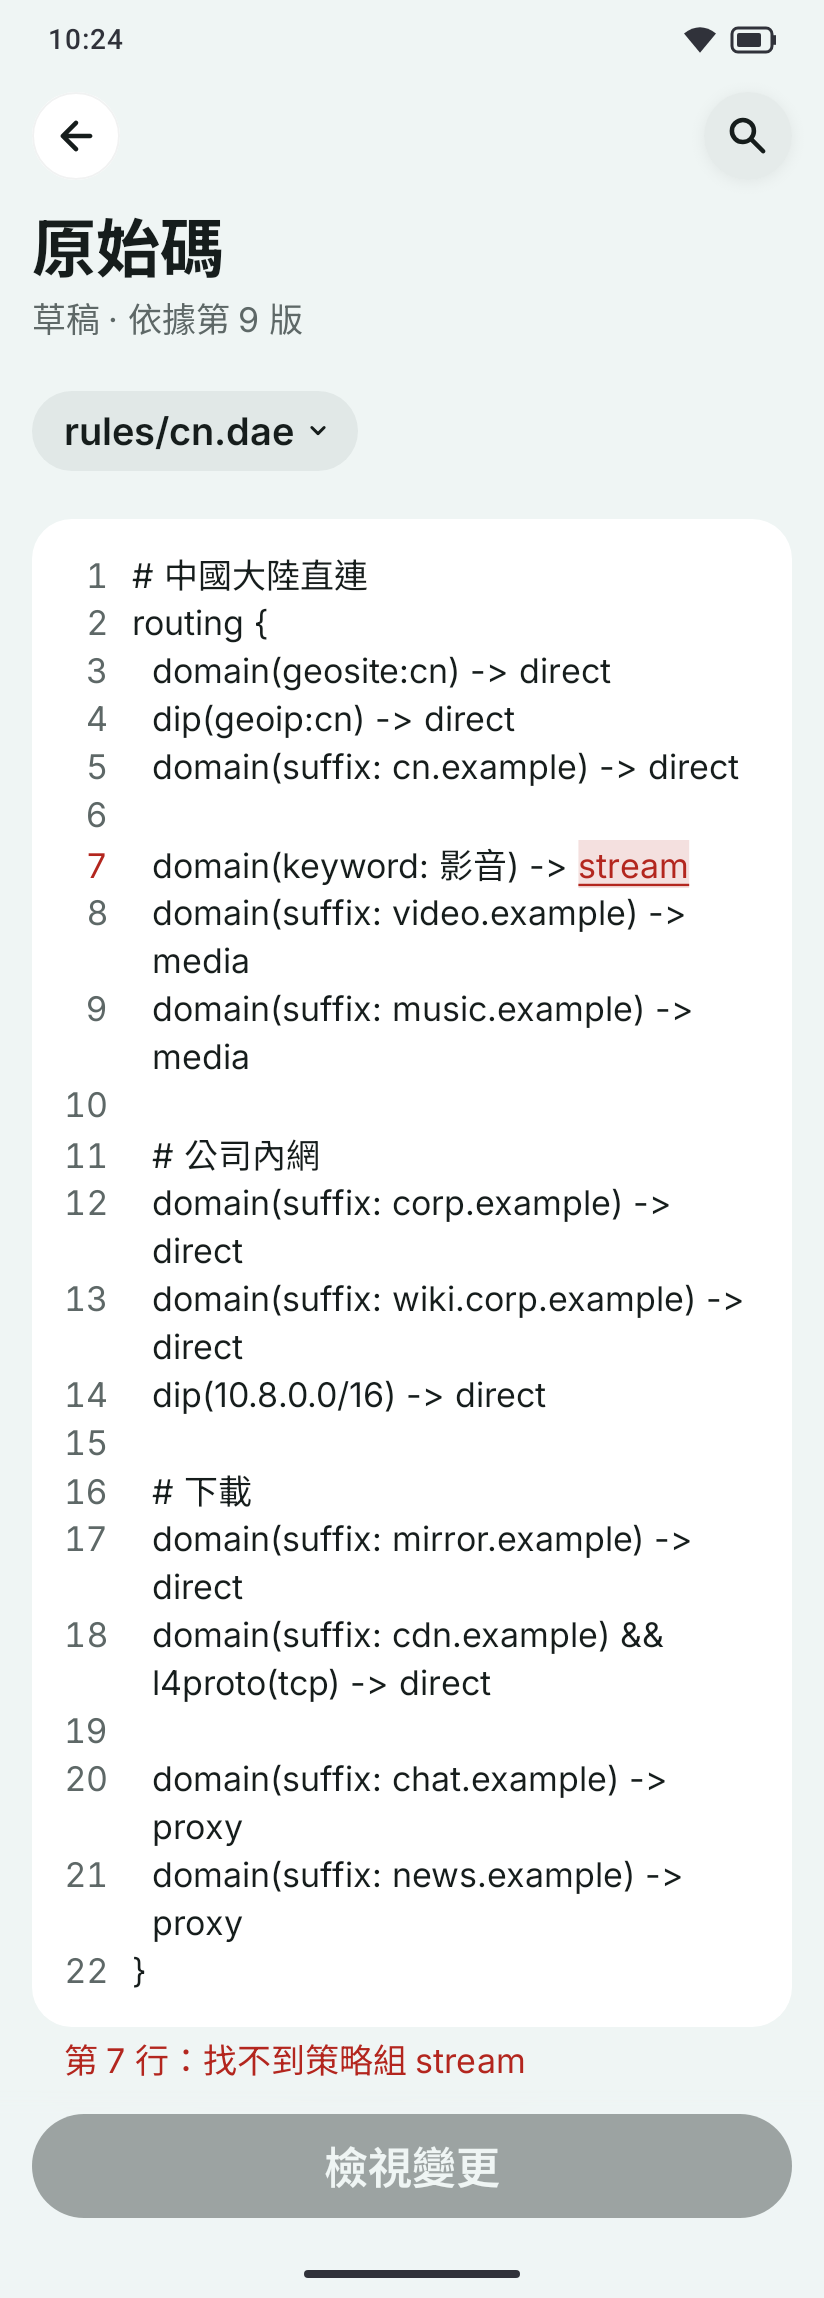 10:24
原始碼
草稿 · 依據第 9 版
rules/cn.dae
1 # 中國大陸直連
2 routing {
3 domain(geosite:cn) -> direct
4 dip(geoip:cn) -> direct
5 domain(suffix: cn.example) -> direct
6
7 domain(keyword: 影音) -> stream
8 domain(suffix: video.example) ->
media
9 domain(suffix: music.example) ->
media
10
11 # 公司內網
12 domain(suffix: corp.example) ->
direct
13 domain(suffix: wiki.corp.example) ->
direct
14 dip(10.8.0.0/16) -> direct
15
16 # 下載
17 domain(suffix: mirror.example) ->
direct
18 domain(suffix: cdn.example) &&
l4proto(tcp) -> direct
19
20 domain(suffix: chat.example) ->
proxy
21 domain(suffix: news.example) ->
proxy
22 }
第 7 行：找不到策略組 stream
檢視變更